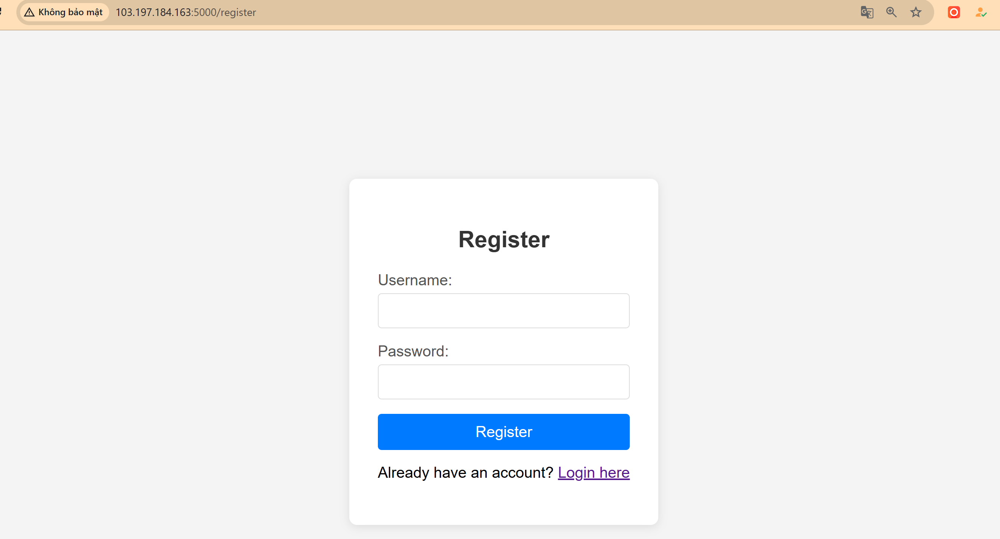 Không bảo mật 103.197.184.163:5000/register
Register
Username:
Password:
Register
Already have an account? Login here